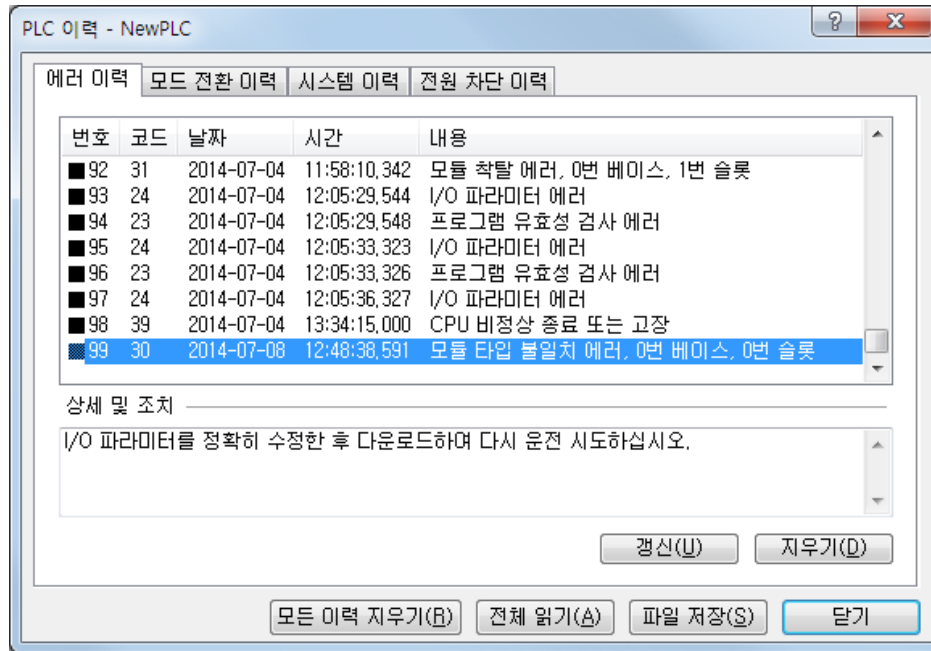 PLC 이력 - NewPLC
에러 이력 모드 전환 이력 시스템 이력 전원 차단 이력
번호 코드 날짜 시간 내용
92 31 2014-07-04 11:58:10,342 모듈 착탈 에러, 0번 베이스, 1번 슬롯
93 24 2014-07-04 12:05:29,544 I/O 파라미터 에러
94 23 2014-07-04 12:05:29,548 프로그램 유효성 검사 에러
95 24 2014-07-04 12:05:33,323 I/O 파라미터 에러
96 23 2014-07-04 12:05:33,326 프로그램 유효성 검사 에러
97 24 2014-07-04 12:05:36,327 I/O 파라미터 에러
98 39 2014-07-04 13:34:15,000 CPU 비정상 종료 또는 고장
99 30 2014-07-08 12:48:38,591 모듈 타입 불일치 에러, 0번 베이스, 0번 슬롯
상세 및 조치
I/O 파라미터를 정확히 수정한 후 다운로드하여 다시 운전 시도하십시오.
갱신(U) 지우기(D)
모든 이력 지우기(R) 전체 읽기(A) 파일 저장(S) 닫기